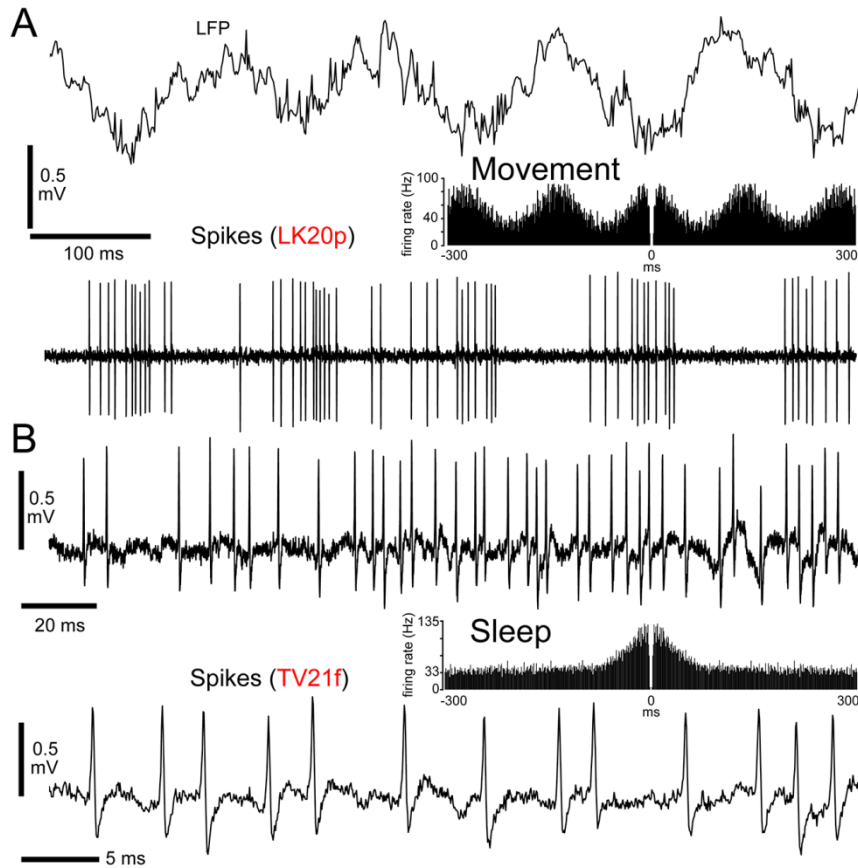 A
LFP
0.5
mV
100 ms
Movement
firing rate (Hz)
100
40
0
-300
0
300
ms
Spikes (LK20p)
B
0.5
mV
20 ms
Sleep
firing rate (Hz)
135
33
0
-300
0
300
ms
Spikes (TV21f)
0.5
mV
5 ms